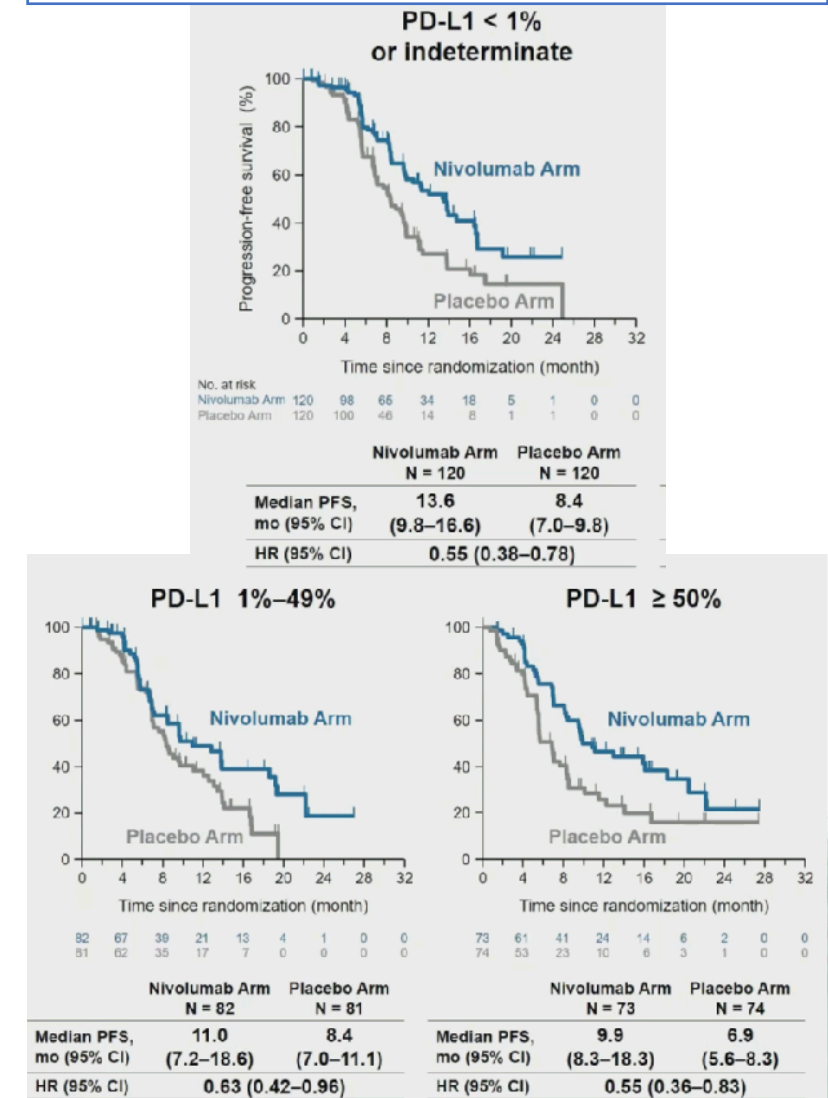 PD-L1 < 1%
or indeterminate
Progression-free survival (%)
100
80
60
40
20
0
Nivolumab Arm
Placebo Arm
0 4 8 12 16 20 24 28 32
Time since randomization (month)
No. at risk
Nivolumab Arm 120 98 65 34 18 5 1 0 0
Placebo Arm 120 100 46 14 8 1 1 0 0
Nivolumab Arm Placebo Arm
N = 120 N = 120
Median PFS, 13.6 8.4
mo (95% CI) (9.8–16.6) (7.0–9.8)
HR (95% CI) 0.55 (0.38–0.78)
PD-L1 1%–49%
100
80
60
40
20
0
Nivolumab Arm
Placebo Arm
0 4 8 12 16 20 24 28 32
Time since randomization (month)
82 67 39 21 13 4 1 0 0
81 62 35 17 7 0 0 0 0
Nivolumab Arm Placebo Arm
N = 82 N = 81
Median PFS, 11.0 8.4
mo (95% CI) (7.2–18.6) (7.0–11.1)
HR (95% CI) 0.63 (0.42–0.96)
PD-L1 ≥ 50%
100
80
60
40
20
0
Nivolumab Arm
Placebo Arm
0 4 8 12 16 20 24 28 32
Time since randomization (month)
73 61 41 24 14 6 2 0 0
74 53 23 10 6 3 1 0 0
Nivolumab Arm Placebo Arm
N = 73 N = 74
Median PFS, 9.9 6.9
mo (95% CI) (8.3–18.3) (5.6–8.3)
HR (95% CI) 0.55 (0.36–0.83)